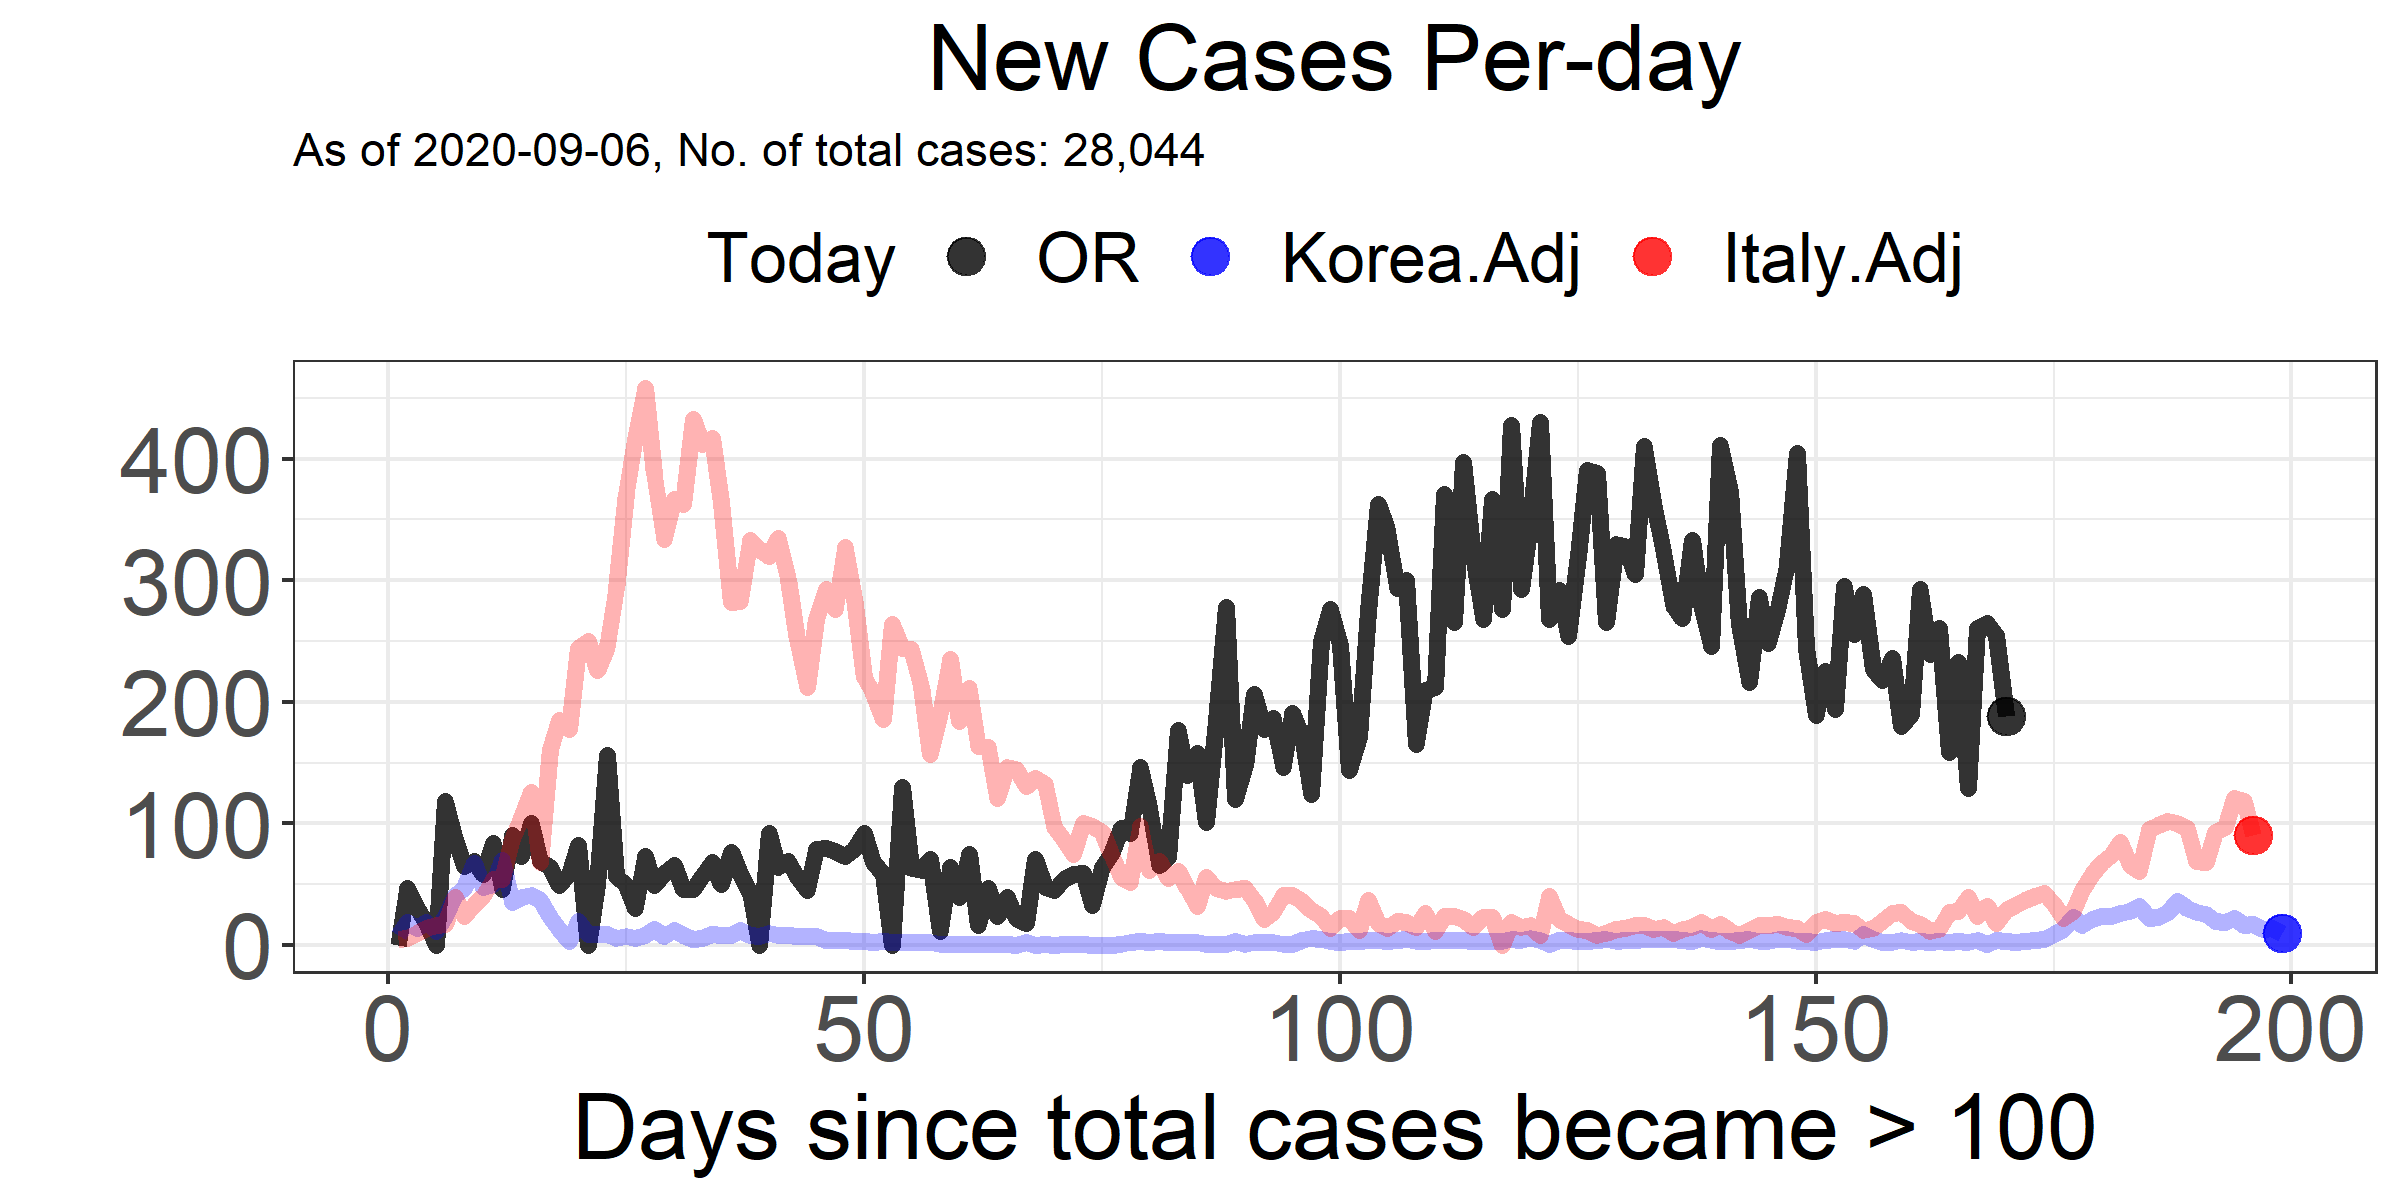 New Cases Per-day
As of 2020-09-06, No. of total cases: 28,044
Today OR Korea.Adj Italy.Adj
400
300
200
100
0
0 50 100 150 200
Days since total cases became > 100